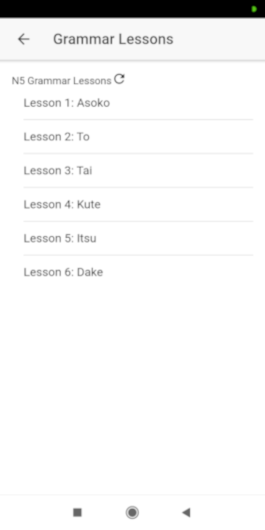 Grammar Lessons
N5 Grammar Lessons
Lesson 1: Asoko
Lesson 2: To
Lesson 3: Tai
Lesson 4: Kute
Lesson 5: Itsu
Lesson 6: Dake